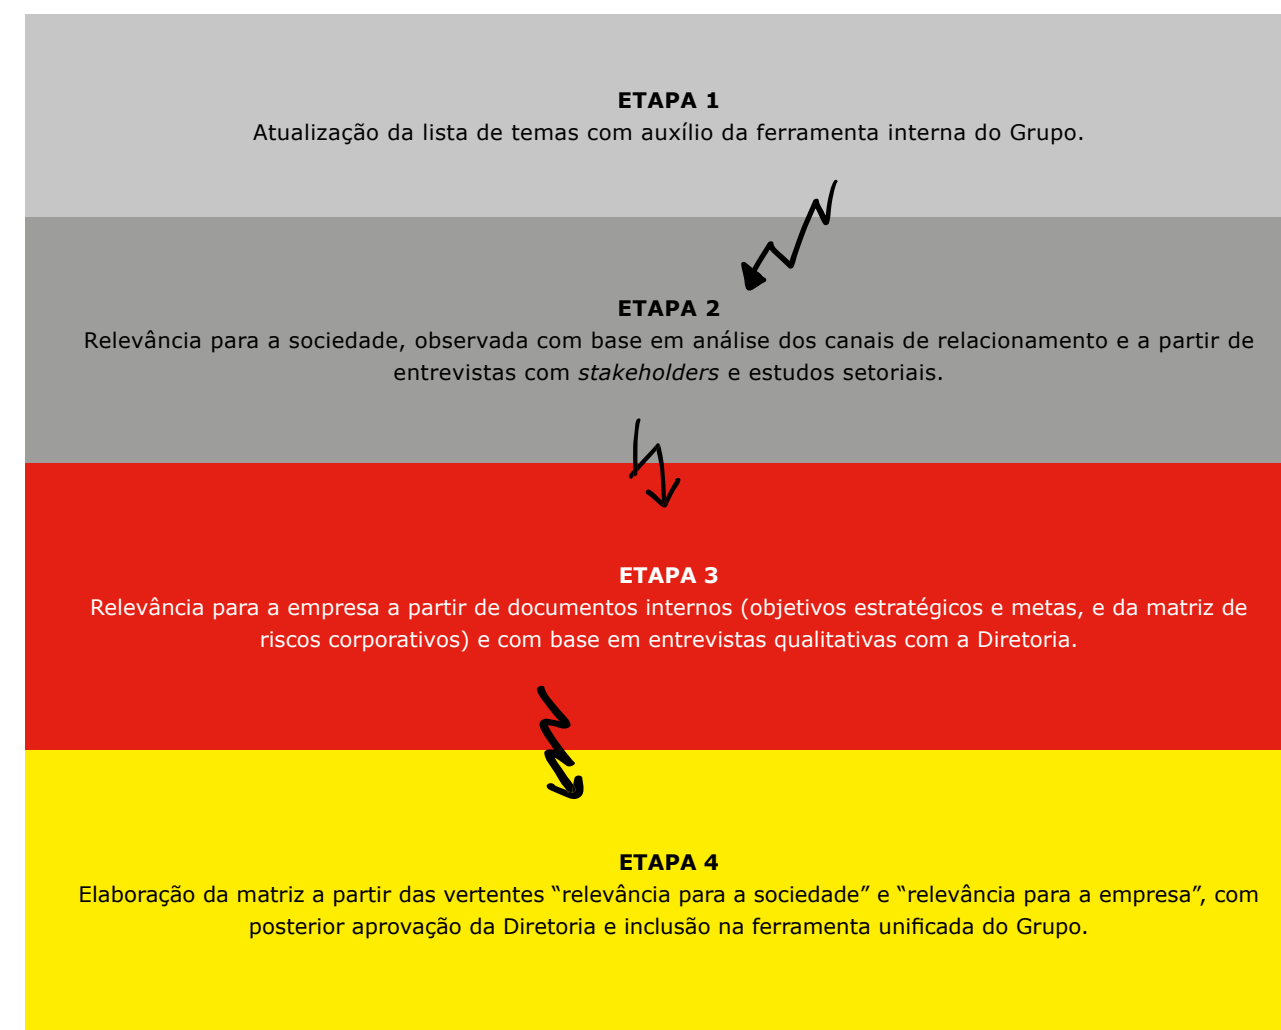 ETAPA 1
Atualização da lista de temas com auxílio da ferramenta interna do Grupo.
ETAPA 2
Relevância para a sociedade, observada com base em análise dos canais de relacionamento e a partir de
entrevistas com stakeholders e estudos setoriais.
ETAPA 3
Relevância para a empresa a partir de documentos internos (objetivos estratégicos e metas, e da matriz de
riscos corporativos) e com base em entrevistas qualitativas com a Diretoria.
ETAPA 4
Elaboração da matriz a partir das vertentes “relevância para a sociedade” e “relevância para a empresa”, com
posterior aprovação da Diretoria e inclusão na ferramenta unificada do Grupo.